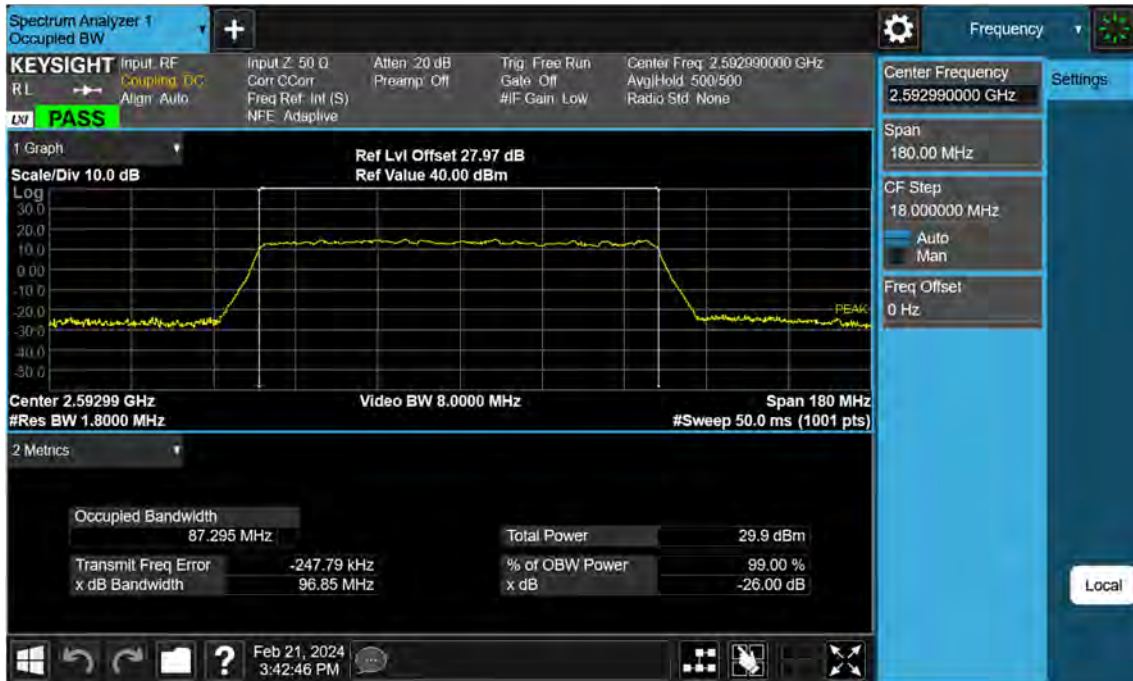 Spectrum Analyzer 1
Occupied BW
Frequency
KEYSIGHT
Input: RF
Coupling: DC
Align: Auto
Input Z: 50 Ω
Corr CCorr
Freq Ref: Int (S)
NFE: Adaptive
Atten: 20 dB
Preamp: Off
Trig: Free Run
Gate: Off
#IF Gain: Low
Center Freq: 2.592990000 GHz
Avg|Hold: 500/500
Radio Std: None
RL
LXI
PASS
Center Frequency
2.592990000 GHz
Settings
Span
180.00 MHz
CF Step
18.000000 MHz
Auto
Man
Freq Offset
0 Hz
1 Graph
Scale/Div 10.0 dB
Ref Lvl Offset 27.97 dB
Ref Value 40.00 dBm
Log
30.0
20.0
10.0
0.00
-10.0
-20.0
-30.0
-40.0
-50.0
PEAK
Center 2.59299 GHz
#Res BW 1.8000 MHz
Video BW 8.0000 MHz
Span 180 MHz
#Sweep 50.0 ms (1001 pts)
2 Metrics
Occupied Bandwidth
87.295 MHz
Transmit Freq Error -247.79 kHz
x dB Bandwidth 96.85 MHz
Total Power 29.9 dBm
% of OBW Power 99.00 %
x dB -26.00 dB
Local
?
Feb 21, 2024
3:42:46 PM